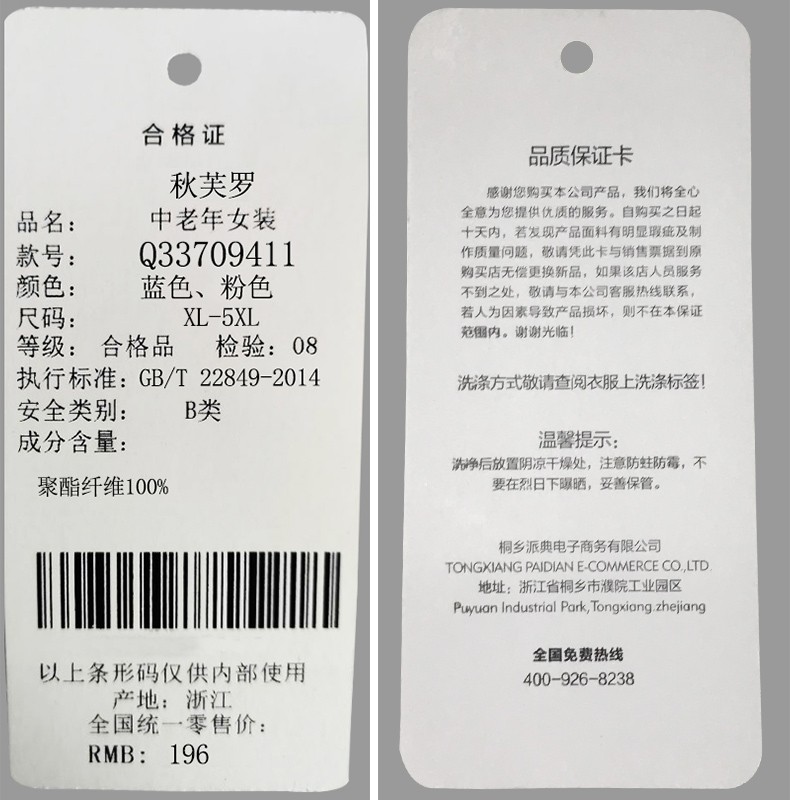 合格证
秋芙罗
品名： 中老年女装
款号： Q33709411
颜色： 蓝色、粉色
尺码： XL-5XL
等级： 合格品 检验：08
执行标准：GB/T 22849-2014
安全类别： B类
成分含量：
聚酯纤维100%
以上条形码仅供内部使用
产地：浙江
全国统一零售价：
RMB: 196
品质保证卡
感谢您购买本公司产品，我们将全心
全意为您提供优质的服务。自购买之日起
十天内，若发现产品面料有明显瑕疵及制
作质量问题，敬请凭此卡与销售票据到原
购买店无偿更换新品，如果该店人员服务
不到之处，敬请与本公司客服热线联系，
若人为因素导致产品损坏，则不在本保证
范围内。谢谢光临！
洗涤方式敬请查阅衣服上洗涤标签！
温馨提示：
洗净后放置阴凉干燥处，注意防蛀防霉，不
要在烈日下曝晒，妥善保管。
桐乡派典电子商务有限公司
TONGXIANG PAIDIAN E-COMMERCE CO.,LTD.
地址：浙江省桐乡市濮院工业园区
Puyuan Industrial Park,Tongxiang.zhejiang
全国免费热线
400-926-8238